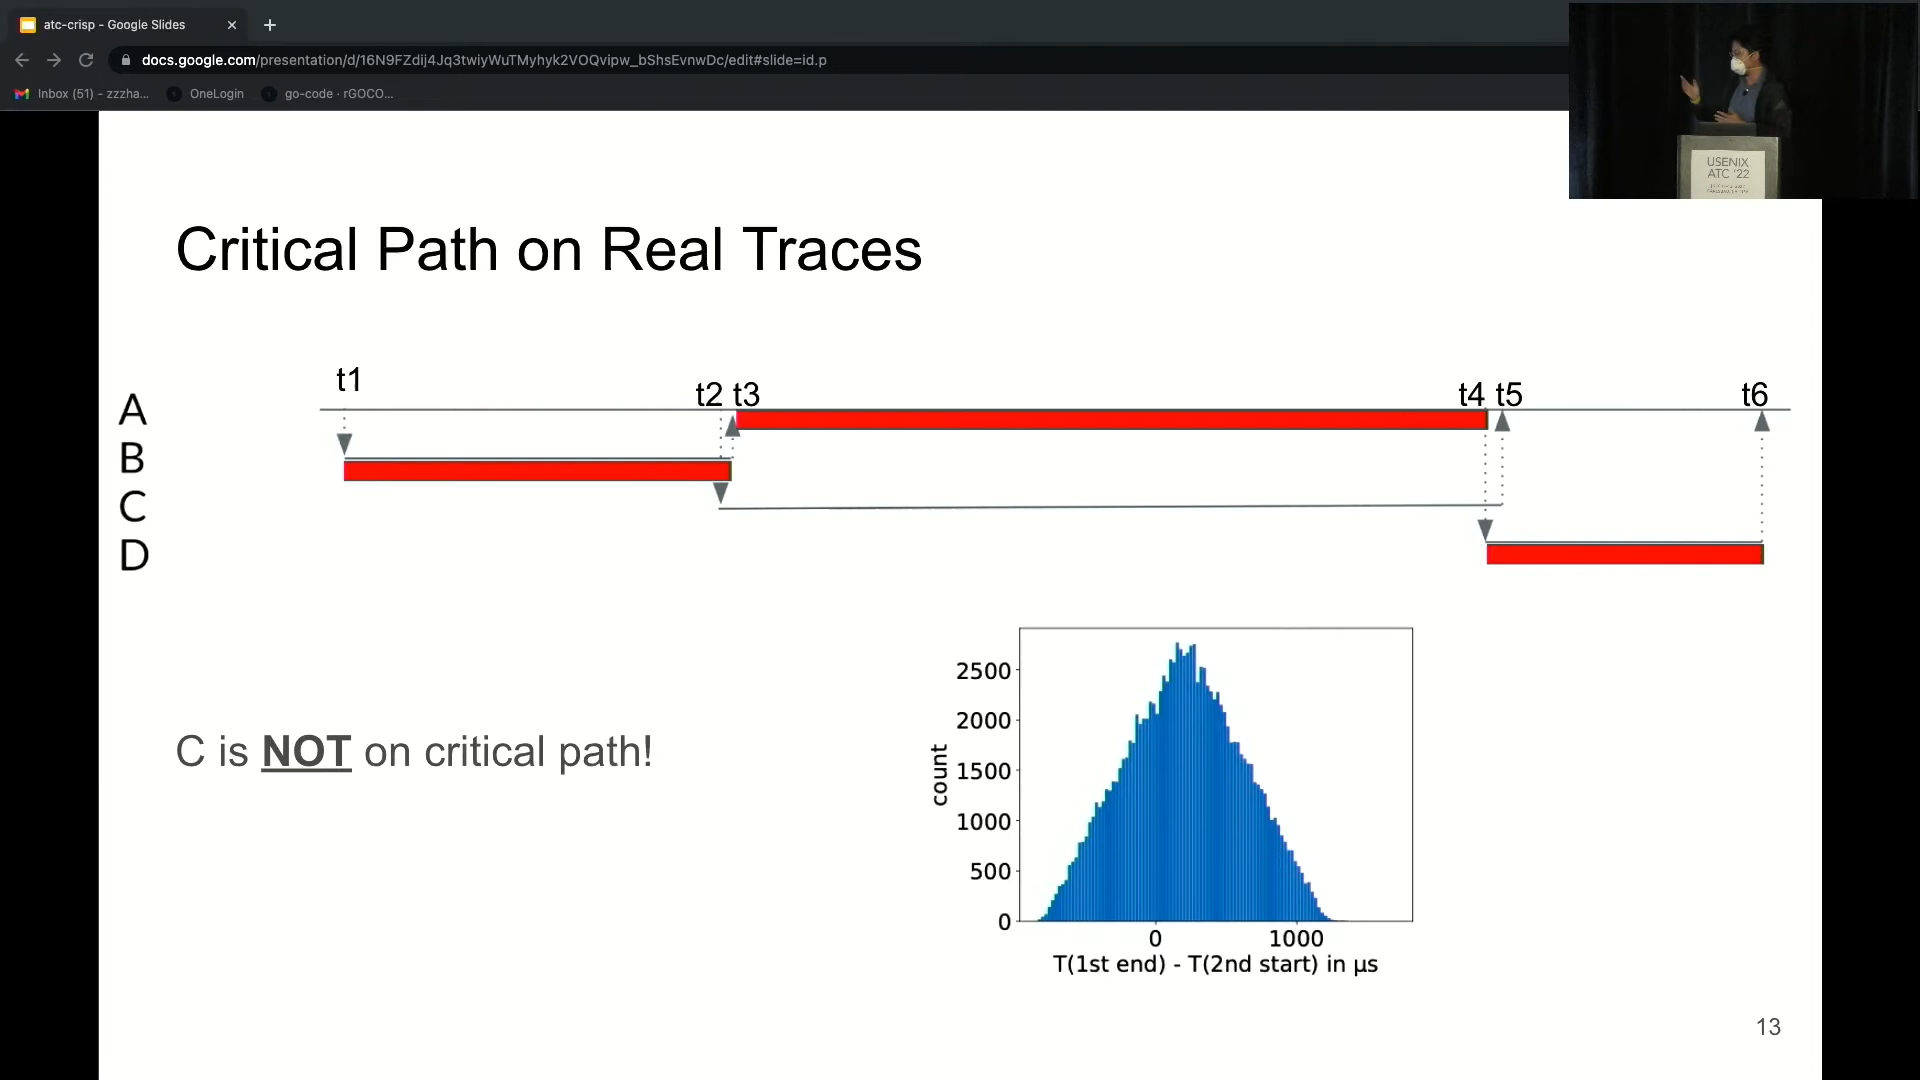 atc-crisp - Google Slides
docs.google.com/presentation/d/16N9FZdij4Jq3twiyWuTMyhyk2VOQvipw_bShsEvnwDc/edit#slide=id.p
Inbox (51) - zzzha... OneLogin go-code · rGOCO...
USENIX
ATC '22
Critical Path on Real Traces
t1
t2 t3 t4 t5 t6
A
B
C
D
C is NOT on critical path!
count
2500
2000
1500
1000
500
0
0 1000
T(1st end) - T(2nd start) in µs
13